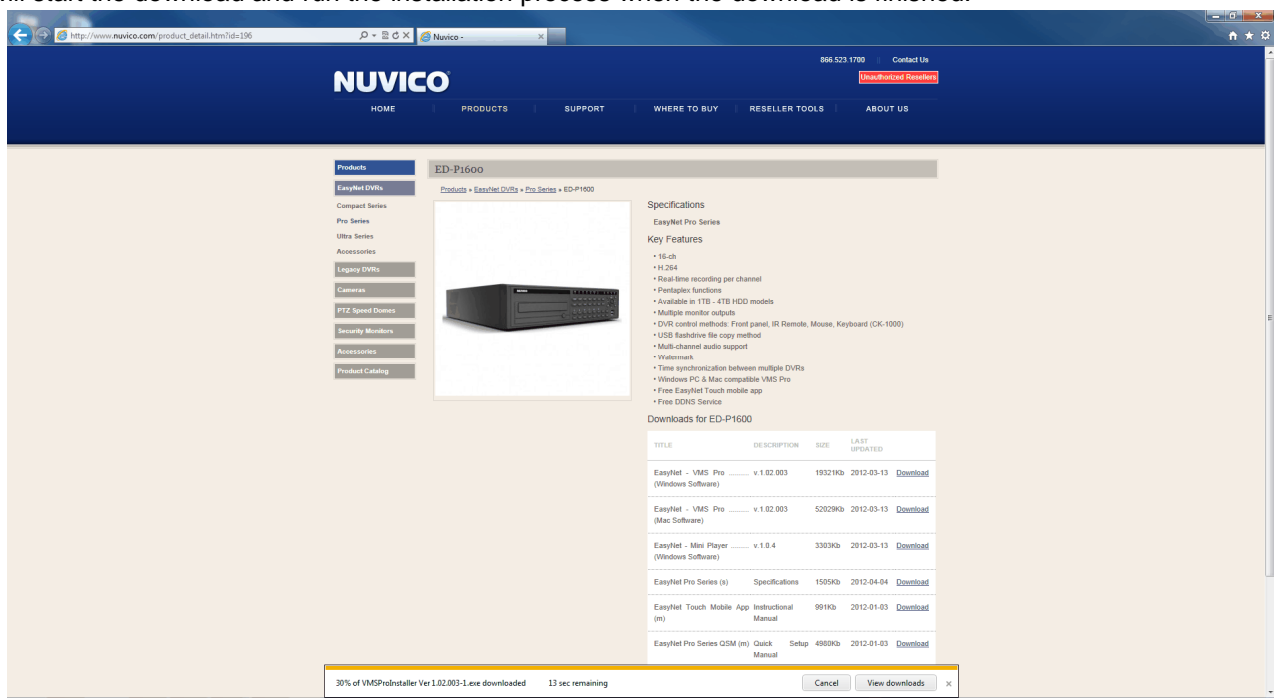 will start the download and run the installation process when the download is finished.
http://www.nuvico.com/product_detail.htm?id=196
Nuvico -
866.523.1700 || Contact Us
Unauthorized Resellers
NUVICO
HOME PRODUCTS SUPPORT WHERE TO BUY RESELLER TOOLS ABOUT US
Products
EasyNet DVRs
Compact Series
Pro Series
Ultra Series
Accessories
Legacy DVRs
Cameras
PTZ Speed Domes
Security Monitors
Accessories
Product Catalog
ED-P1600
Products » EasyNet DVRs » Pro Series » ED-P1600
Specifications
EasyNet Pro Series
Key Features
• 16-ch
• H.264
• Real-time recording per channel
• Pentaplex functions
• Available in 1TB - 4TB HDD models
• Multiple monitor outputs
• DVR control methods: Front panel, IR Remote, Mouse, Keyboard (CK-1000)
• USB flashdrive file copy method
• Multi-channel audio support
• Watermark
• Time synchronization between multiple DVRs
• Windows PC & Mac compatible VMS Pro
• Free EasyNet Touch mobile app
• Free DDNS Service
Downloads for ED-P1600
TITLE DESCRIPTION SIZE LAST UPDATED
EasyNet - VMS Pro .......... v.1.02.003 19321Kb 2012-03-13 Download
(Windows Software)
EasyNet - VMS Pro .......... v.1.02.003 52029Kb 2012-03-13 Download
(Mac Software)
EasyNet - Mini Player ......... v.1.0.4 3303Kb 2012-03-13 Download
(Windows Software)
EasyNet Pro Series (s) Specifications 1505Kb 2012-04-04 Download
EasyNet Touch Mobile App Instructional 991Kb 2012-01-03 Download
(m) Manual
EasyNet Pro Series QSM (m) Quick Setup 4980Kb 2012-01-03 Download
Manual
30% of VMSProInstaller Ver 1.02.003-1.exe downloaded 13 sec remaining Cancel View downloads